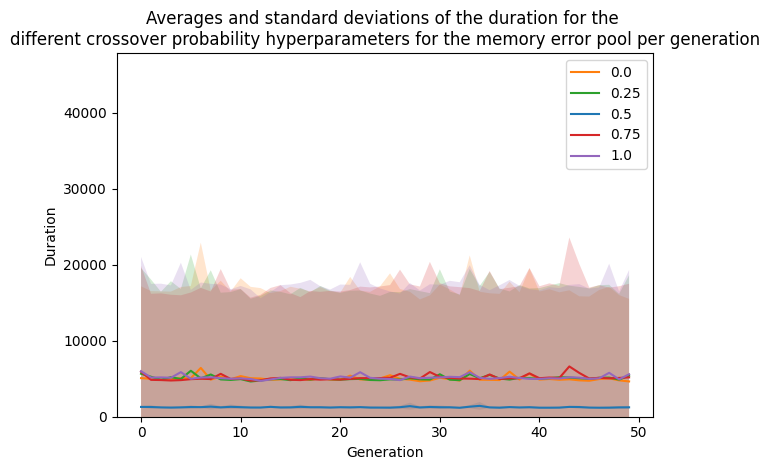 Averages and standard deviations of the duration for the
different crossover probability hyperparameters for the memory error pool per generation
40000
30000
20000
10000
0
Duration
0.0
0.25
0.5
0.75
1.0
0 10 20 30 40 50
Generation